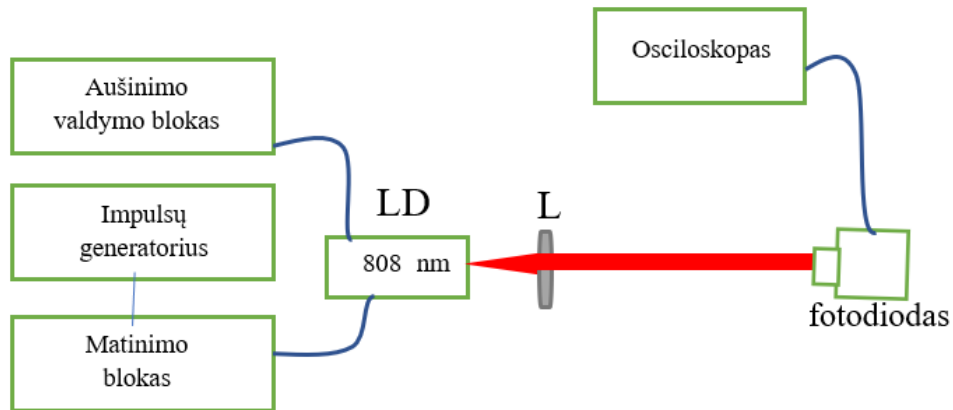 Aušinimo
valdymo blokas
Impulsų
generatorius
Matinimo
blokas
LD
808 nm
L
Osciloskopas
fotodiodas